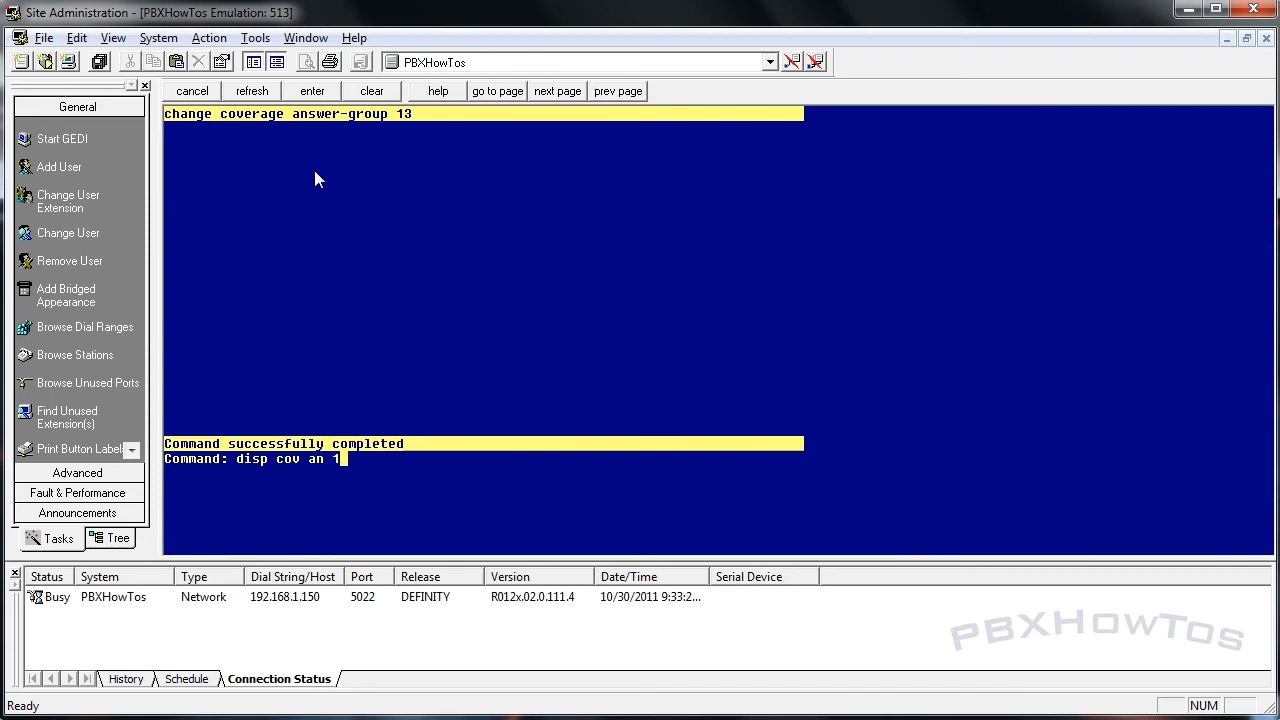 Site Administration - [PBXHowTos Emulation: 513]
File Edit View System Action Tools Window Help
PBXHowTos
cancel refresh enter clear help go to page next page prev page
General
Start GEDI
Add User
Change User
Extension
Change User
Remove User
Add Bridged
Appearance
Browse Dial Ranges
Browse Stations
Browse Unused Ports
Find Unused
Extension(s)
Print Button Label
Advanced
Fault & Performance
Announcements
Tasks Tree
change coverage answer-group 13
Command successfully completed
Command: disp cov an 1
Status System Type Dial String/Host Port Release Version Date/Time Serial Device
Busy PBXHowTos Network 192.168.1.150 5022 DEFINITY R012x.02.0.111.4 10/30/2011 9:33:2...
PBXHowTos
History Schedule Connection Status
Ready NUM